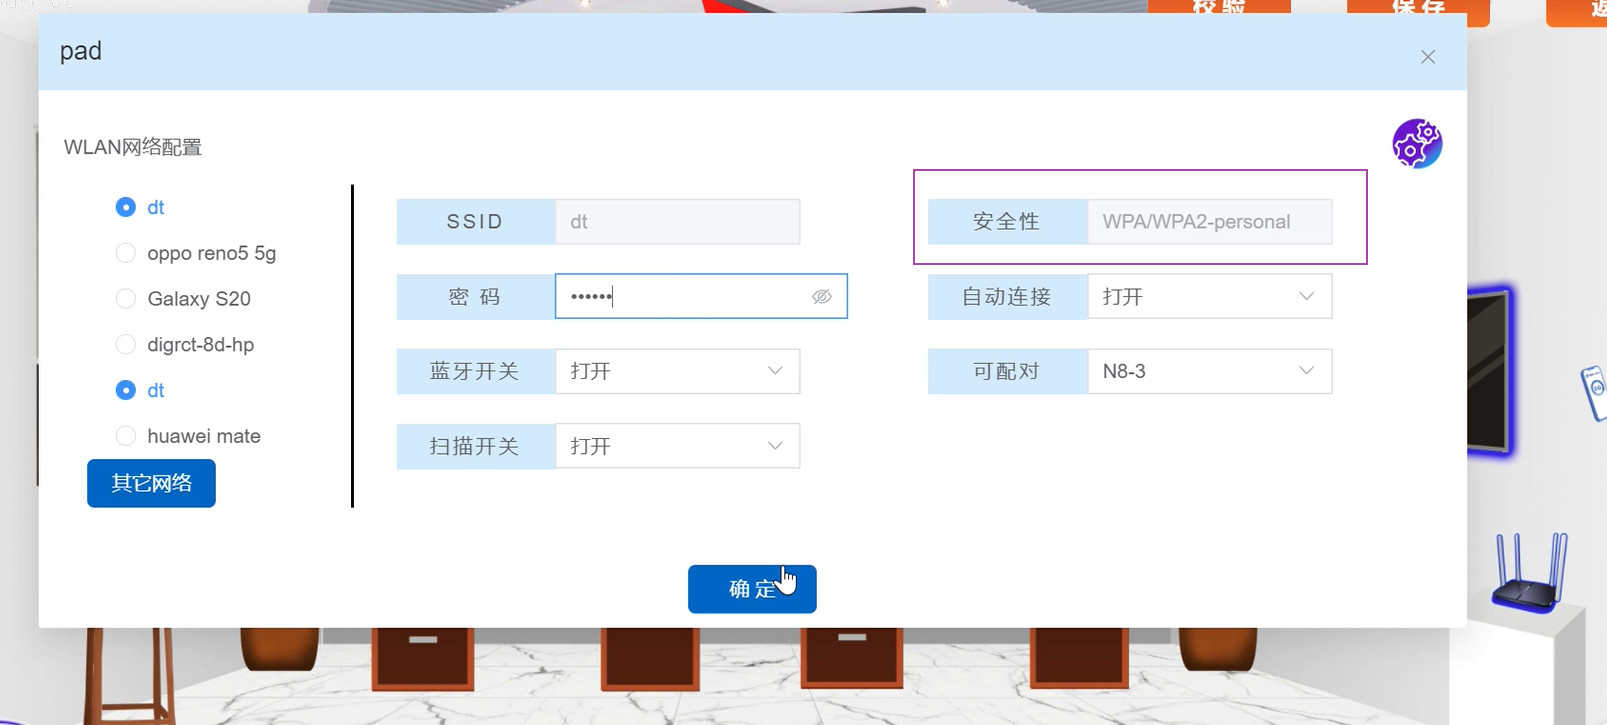 校验
保存
返
pad
WLAN网络配置
dt
oppo reno5 5g
Galaxy S20
digrct-8d-hp
dt
huawei mate
其它网络
SSID dt
安全性 WPA/WPA2-personal
密 码 ••••••
自动连接 打开
蓝牙开关 打开
可配对 N8-3
扫描开关 打开
确 定